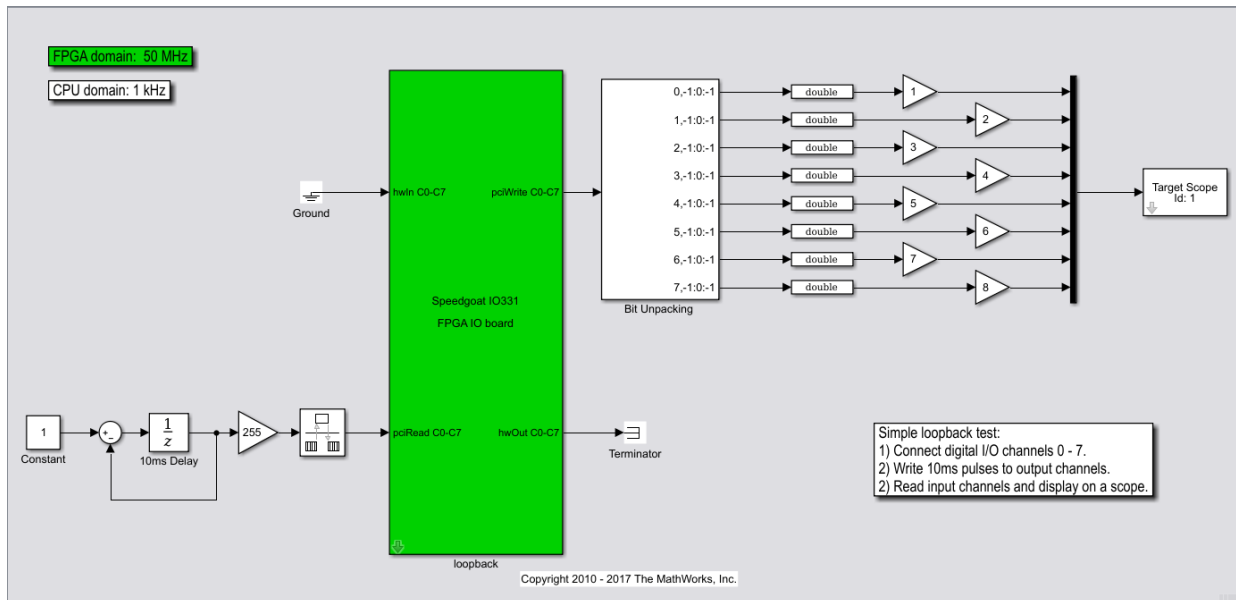 FPGA domain:  50 MHz
CPU domain: 1 kHz
0,-1:0:-1
double
1
1,-1:0:-1
double
2
2,-1:0:-1
double
3
3,-1:0:-1
double
4
4,-1:0:-1
double
5
5,-1:0:-1
double
6
6,-1:0:-1
double
7
7,-1:0:-1
double
8
Bit Unpacking
Target Scope
Id: 1
hwIn C0-C7
pciWrite C0-C7
Ground
Speedgoat IO331
FPGA IO board
pciRead C0-C7
hwOut C0-C7
Terminator
1
Constant
+
-
1
z
10ms Delay
255
loopback
Simple loopback test:
1) Connect digital I/O channels 0 - 7.
2) Write 10ms pulses to output channels.
2) Read input channels and display on a scope.
Copyright 2010 - 2017 The MathWorks, Inc.